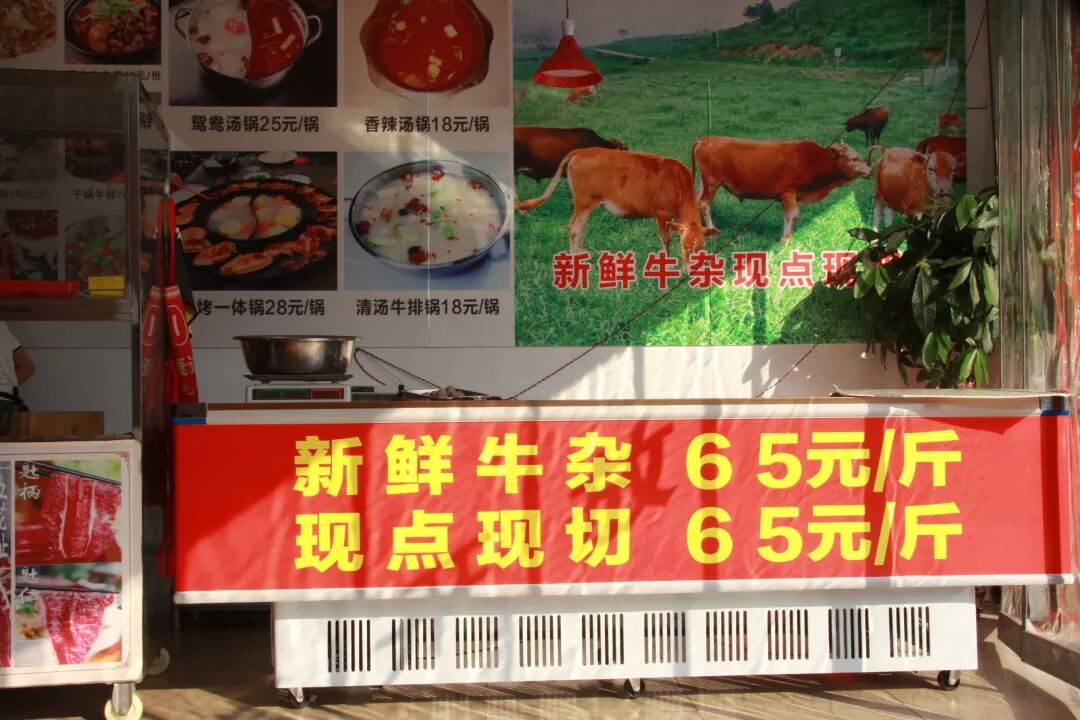 鸳鸯汤锅25元/锅
香辣汤锅18元/锅
烤一体锅28元/锅
清汤牛排锅18元/锅
新鲜牛杂现点现
新鲜牛杂 65元/斤
现点现切 65元/斤
匙柄